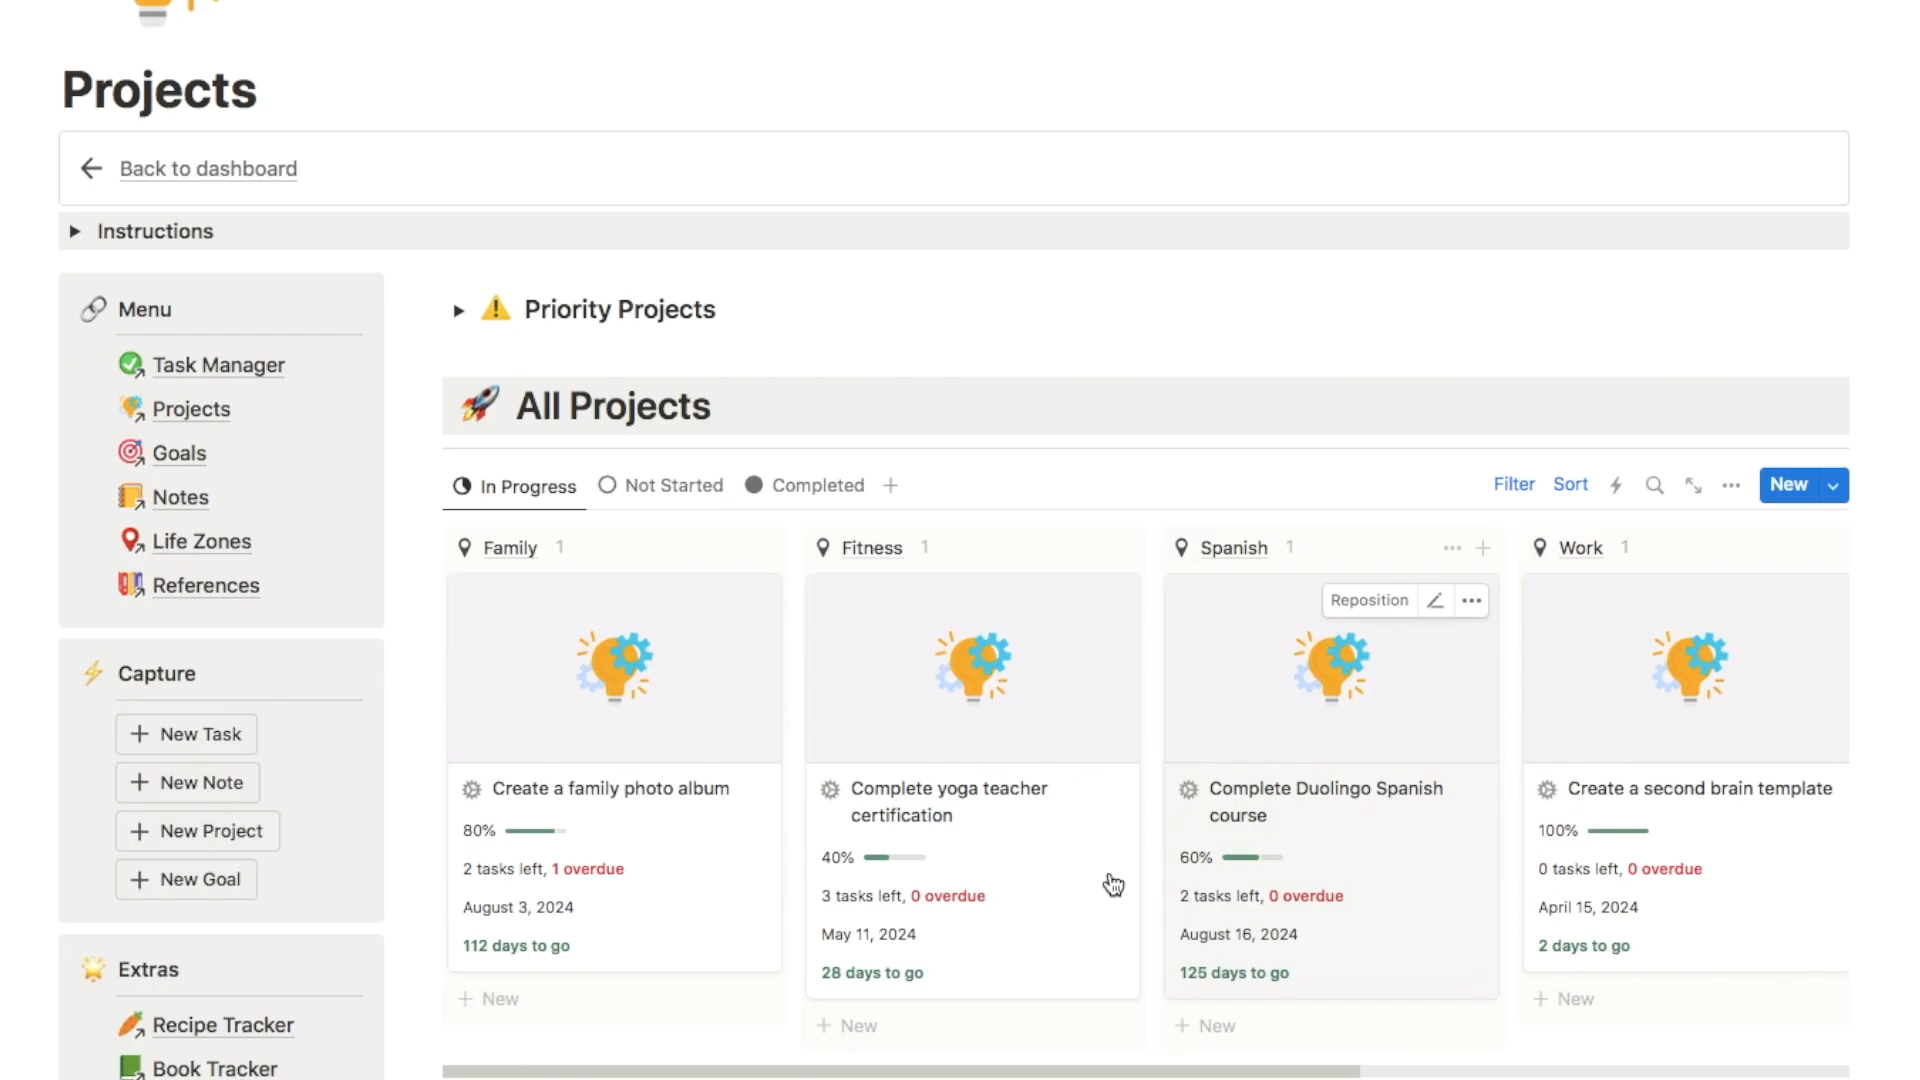 Projects
Back to dashboard
Instructions
Menu
Task Manager
Projects
Goals
Notes
Life Zones
References
Capture
New Task
New Note
New Project
New Goal
Extras
Recipe Tracker
Book Tracker
Priority Projects
All Projects
In Progress
Not Started
Completed
Filter
Sort
New
Family 1
Create a family photo album
80%
2 tasks left, 1 overdue
August 3, 2024
112 days to go
New
Fitness 1
Complete yoga teacher
certification
40%
3 tasks left, 0 overdue
May 11, 2024
28 days to go
New
Spanish 1
Reposition
Complete Duolingo Spanish
course
60%
2 tasks left, 0 overdue
August 16, 2024
125 days to go
New
Work 1
Create a second brain template
100%
0 tasks left, 0 overdue
April 15, 2024
2 days to go
New